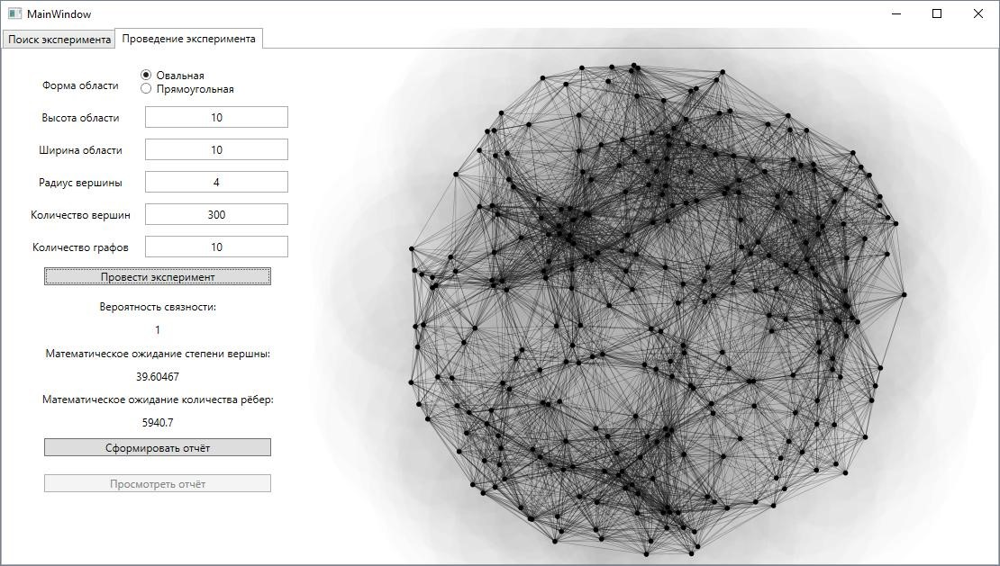 MainWindow
Поиск эксперимента
Проведение эксперимента
Форма области
Овальная
Прямоугольная
Высота области
10
Ширина области
10
Радиус вершины
4
Количество вершин
300
Количество графов
10
Провести эксперимент
Вероятность связности:
1
Математическое ожидание степени вершны:
39.60467
Математическое ожидание количества рёбер:
5940.7
Сформировать отчёт
Просмотреть отчёт